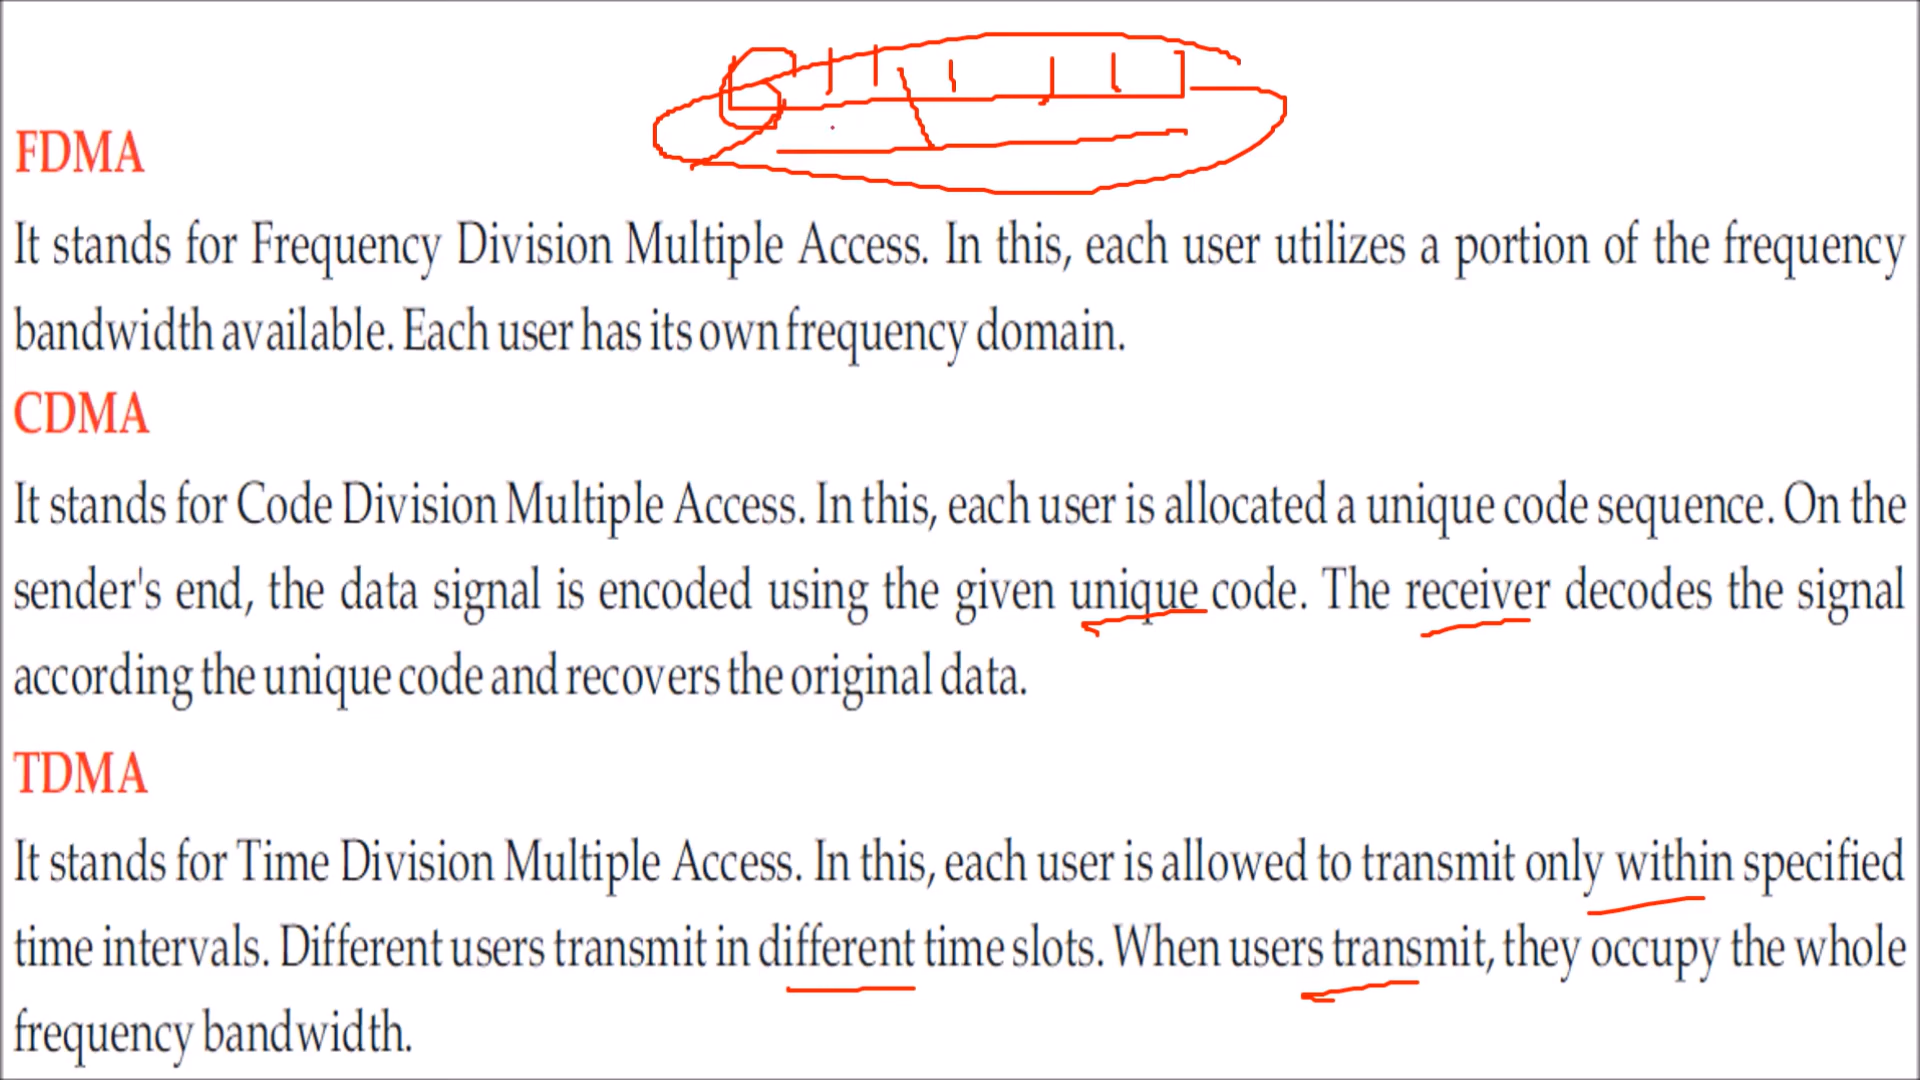 FDMA
It stands for Frequency Division Multiple Access. In this, each user utilizes a portion of the frequency
bandwidth available. Each user has its own frequency domain.
CDMA
It stands for Code Division Multiple Access. In this, each user is allocated a unique code sequence. On the
sender's end, the data signal is encoded using the given unique code. The receiver decodes the signal
according the unique code and recovers the original data.
TDMA
It stands for Time Division Multiple Access. In this, each user is allowed to transmit only within specified
time intervals. Different users transmit in different time slots. When users transmit, they occupy the whole
frequency bandwidth.